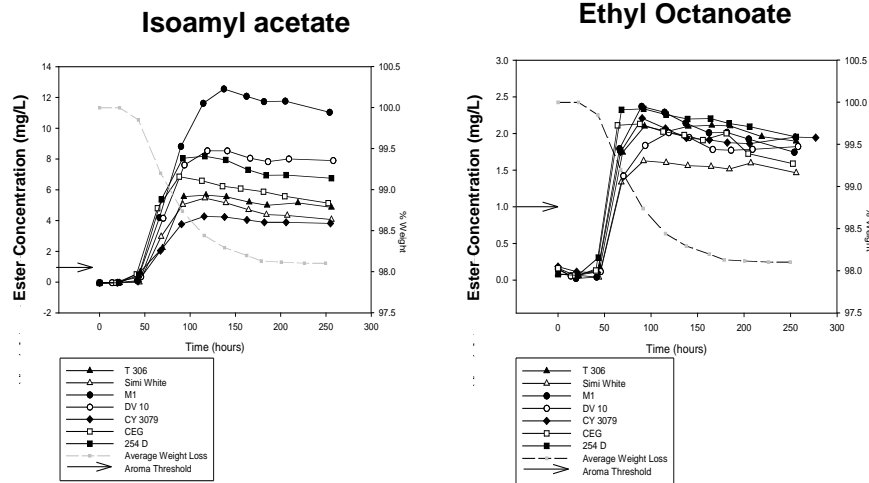 Isoamyl acetate
Ester Concentration (mg/L)
14
12
10
8
6
4
2
0
-2
100.5
100.0
99.5
99.0
98.5
98.0
97.5
% Weight
0 50 100 150 200 250 300
Time (hours)
T 306
Simi White
M1
DV 10
CY 3079
CEG
254 D
Average Weight Loss
Aroma Threshold
Ethyl Octanoate
Ester Concentration (mg/L)
3.0
2.5
2.0
1.5
1.0
0.5
0.0
100.5
100.0
99.5
99.0
98.5
98.0
97.5
% Weight
0 50 100 150 200 250 300
Time (hours)
T 306
Simi White
M1
DV 10
CY 3079
CEG
254 D
Average Weight Loss
Aroma Threshold